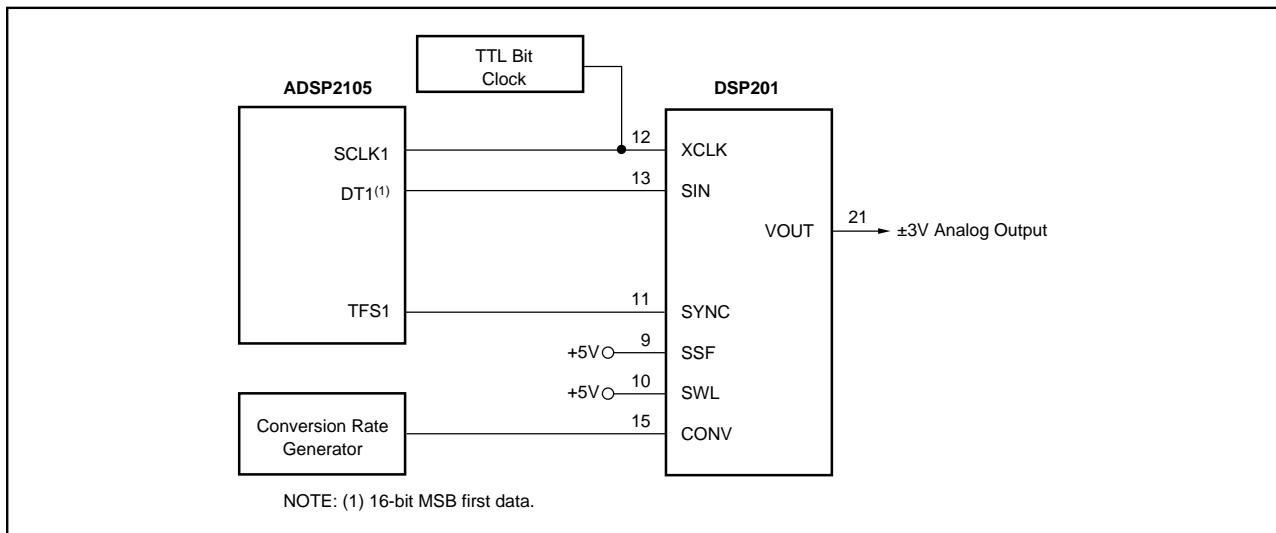 TTL Bit
Clock
ADSP2105
DSP201
SCLK1
12
XCLK
DT1(1)
13
SIN
VOUT
21
±3V Analog Output
TFS1
11
SYNC
+5V
9
SSF
+5V
10
SWL
Conversion Rate
Generator
15
CONV
NOTE: (1) 16-bit MSB first data.